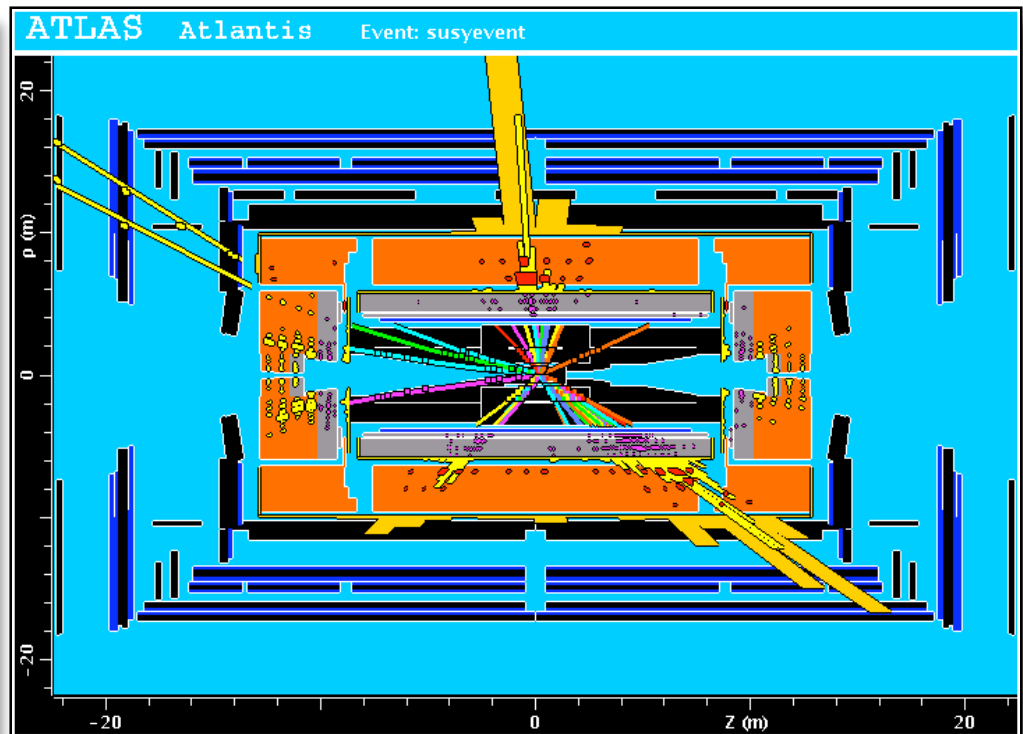 ATLAS Atlantis Event: susyevent
20
ρ (m)
0
-20
-20 0 Z (m) 20